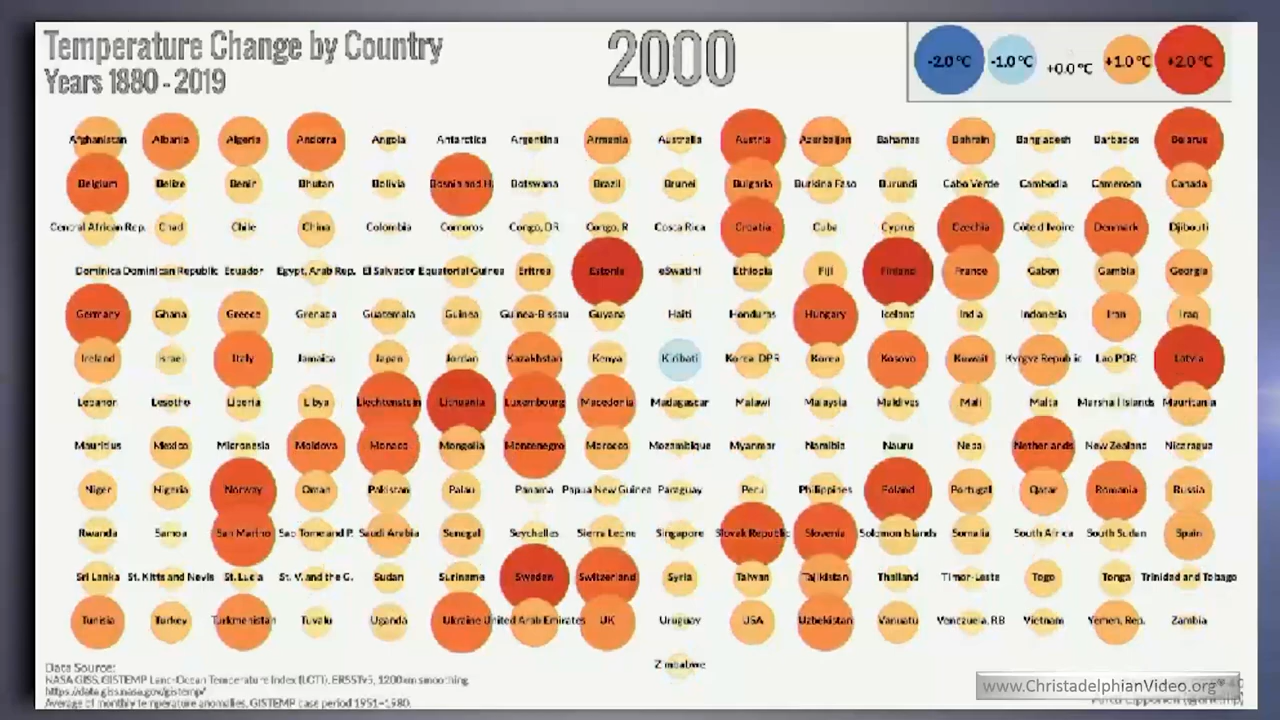 Temperature Change by Country
Years 1880 - 2019
2000
-2.0 °C -1.0 °C +0.0 °C +1.0 °C +2.0 °C
Afghanistan Albania Algeria Andorra Angola Antarctica Argentina Armenia Australia Austria Azerbaijan Bahamas Bahrain Bangladesh Barbados Belarus
Belgium Belize Benin Bhutan Bolivia Bosnia and H. Botswana Brazil Brunei Bulgaria Burkina Faso Burundi Cabo Verde Cambodia Cameroon Canada
Central African Rep. Chad Chile China Colombia Comoros Congo, DR Congo, R Costa Rica Croatia Cuba Cyprus Czechia Côte d'Ivoire Denmark Djibouti
Dominica Dominican Republic Ecuador Egypt, Arab Rep. El Salvador Equatorial Guinea Eritrea Estonia eSwatini Ethiopia Fiji Finland France Gabon Gambia Georgia
Germany Ghana Greece Grenada Guatemala Guinea Guinea-Bissau Guyana Haiti Honduras Hungary Iceland India Indonesia Iran Iraq
Ireland Israel Italy Jamaica Japan Jordan Kazakhstan Kenya Kiribati Korea, DPR Korea Kosovo Kuwait Kyrgyz Republic Lao PDR Latvia
Lebanon Lesotho Liberia Libya Liechtenstein Lithuania Luxembourg Macedonia Madagascar Malawi Malaysia Maldives Mali Malta Marshall Islands Mauritania
Mauritius Mexico Micronesia Moldova Monaco Mongolia Montenegro Morocco Mozambique Myanmar Namibia Nauru Nepal Netherlands New Zealand Nicaragua
Niger Nigeria Norway Oman Pakistan Palau Panama Papua New Guinea Paraguay Peru Philippines Poland Portugal Qatar Romania Russia
Rwanda Samoa San Marino Sao Tome and P. Saudi Arabia Senegal Seychelles Sierra Leone Singapore Slovak Republic Slovenia Solomon Islands Somalia South Africa South Sudan Spain
Sri Lanka St. Kitts and Nevis St. Lucia St. V. and the G. Sudan Suriname Sweden Switzerland Syria Taiwan Tajikistan Thailand Timor-Leste Togo Tonga Trinidad and Tobago
Tunisia Turkey Turkmenistan Tuvalu Uganda Ukraine United Arab Emirates UK Uruguay USA Uzbekistan Vanuatu Venezuela, RB Vietnam Yemen, Rep. Zambia
Zimbabwe
Data Source:
NASA GISS, GISTEMP Land-Ocean Temperature Index (LOTI), ERSSTv5, 1200km smoothing
https://data.giss.nasa.gov/gistemp/
Average of monthly temperature anomalies. GISTEMP base period 1951-1980.
www.ChristadelphianVideo.org